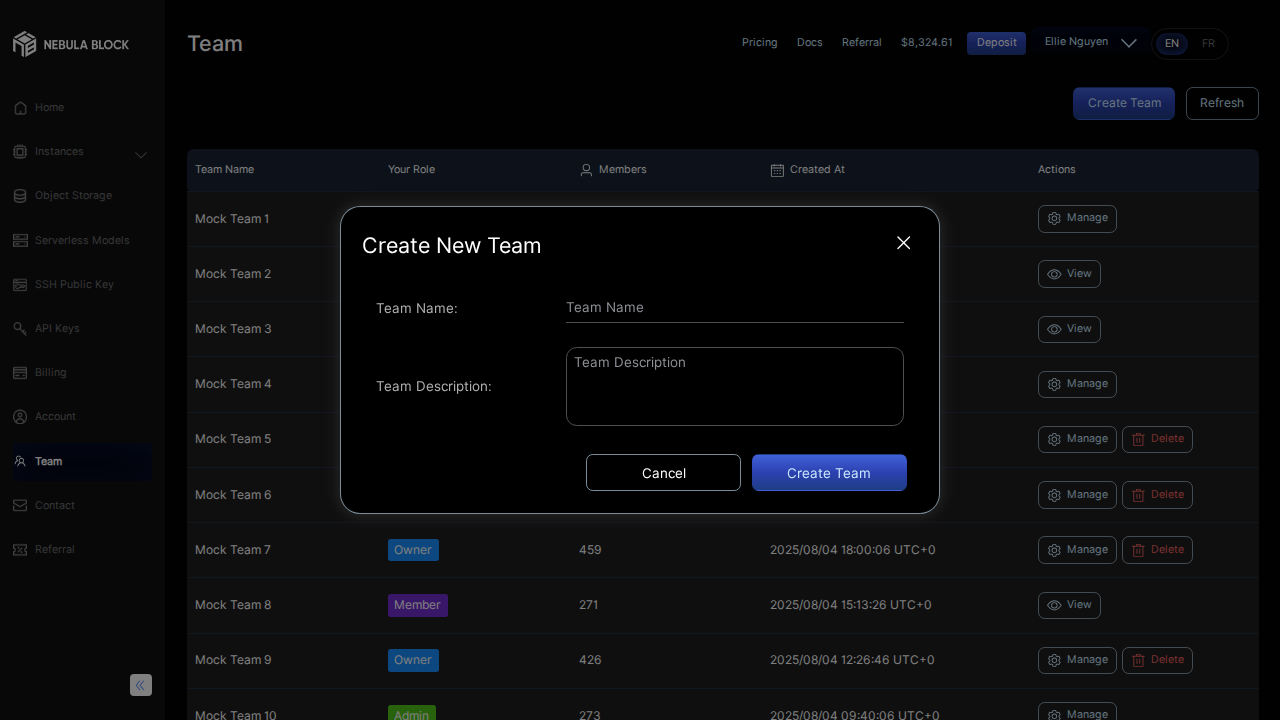 NEBULA BLOCK
Team
Pricing
Docs
Referral
$8,324.61
Deposit
Ellie Nguyen
EN
FR
Home
Instances
Object Storage
Serverless Models
SSH Public Key
API Keys
Billing
Account
Team
Contact
Referral
Create Team
Refresh
Team Name
Your Role
Members
Created At
Actions
Mock Team 1
Manage
Mock Team 2
View
Mock Team 3
View
Mock Team 4
Manage
Mock Team 5
Manage
Delete
Mock Team 6
Manage
Delete
Mock Team 7
Owner
459
2025/08/04 18:00:06 UTC+0
Manage
Delete
Mock Team 8
Member
271
2025/08/04 15:13:26 UTC+0
View
Mock Team 9
Owner
426
2025/08/04 12:26:46 UTC+0
Manage
Delete
Mock Team 10
Admin
273
2025/08/04 09:40:06 UTC+0
Manage
Create New Team
Team Name:
Team Name
Team Description:
Team Description
Cancel
Create Team